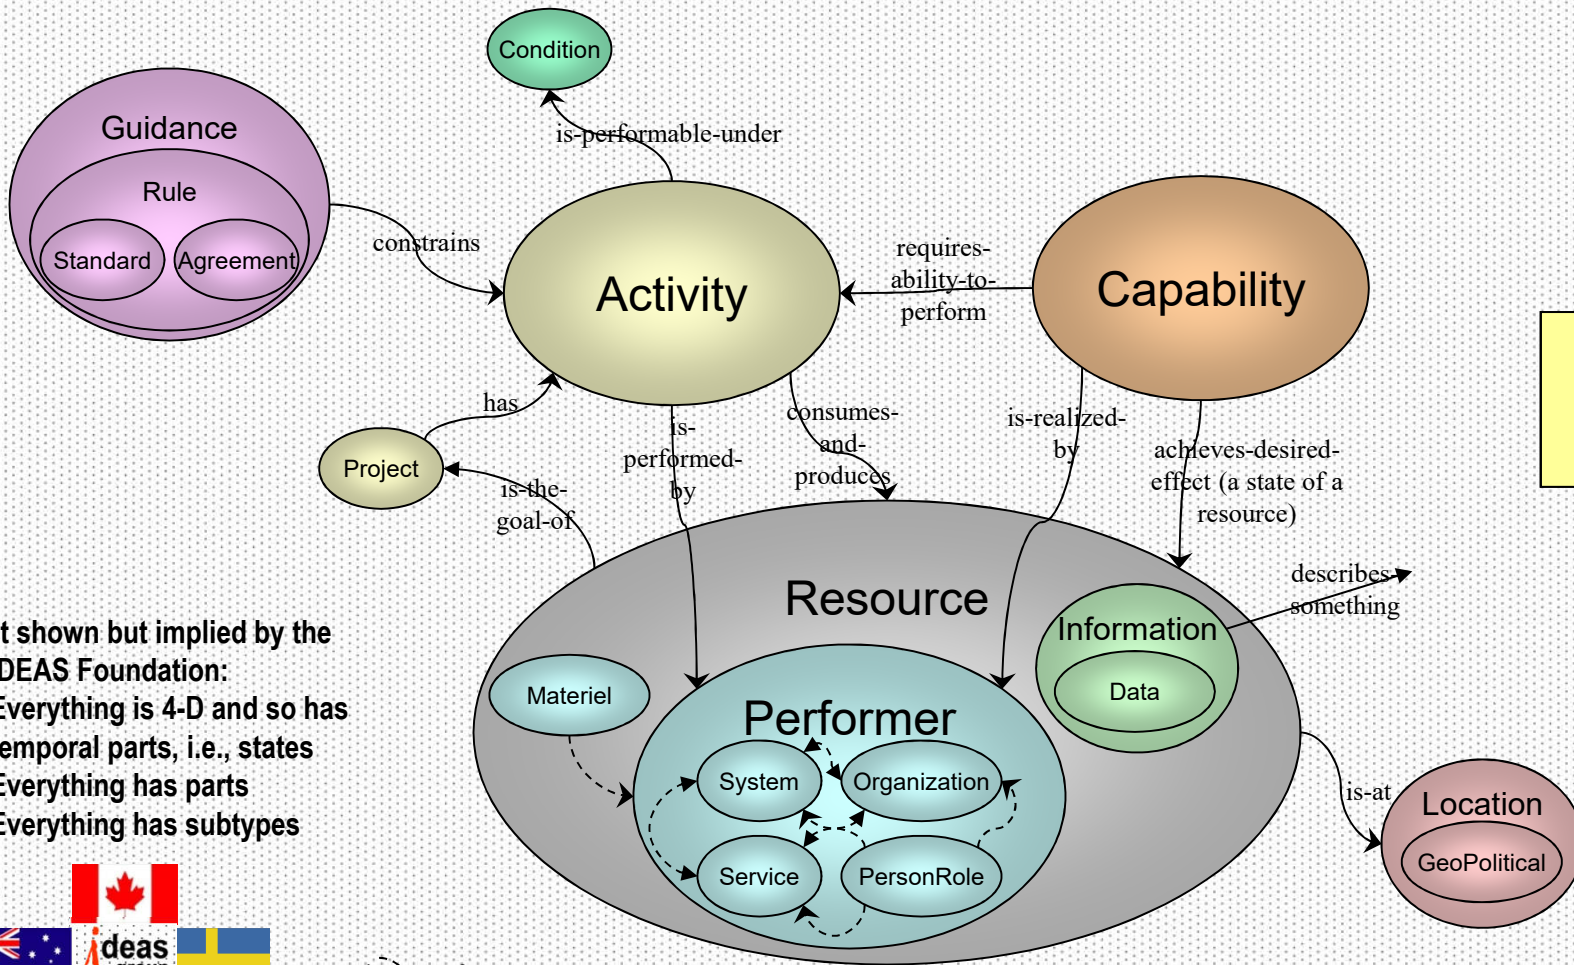 Condition
is-performable-under
Guidance
Rule
Standard
Agreement
constrains
Activity
requires-
ability-to-
perform
Capability
has
Project
is-the-
goal-of
is-
performed-
by
consumes-
and-
produces
is-realized-
by
achieves-desired-
effect (a state of a
resource)
describes-
something
Resource
Information
Data
Materiel
Performer
System
Organization
Service
PersonRole
is-at
Location
GeoPolitical
t shown but implied by the
DEAS Foundation:
Everything is 4-D and so has
emporal parts, i.e., states
Everything has parts
Everything has subtypes
ideas